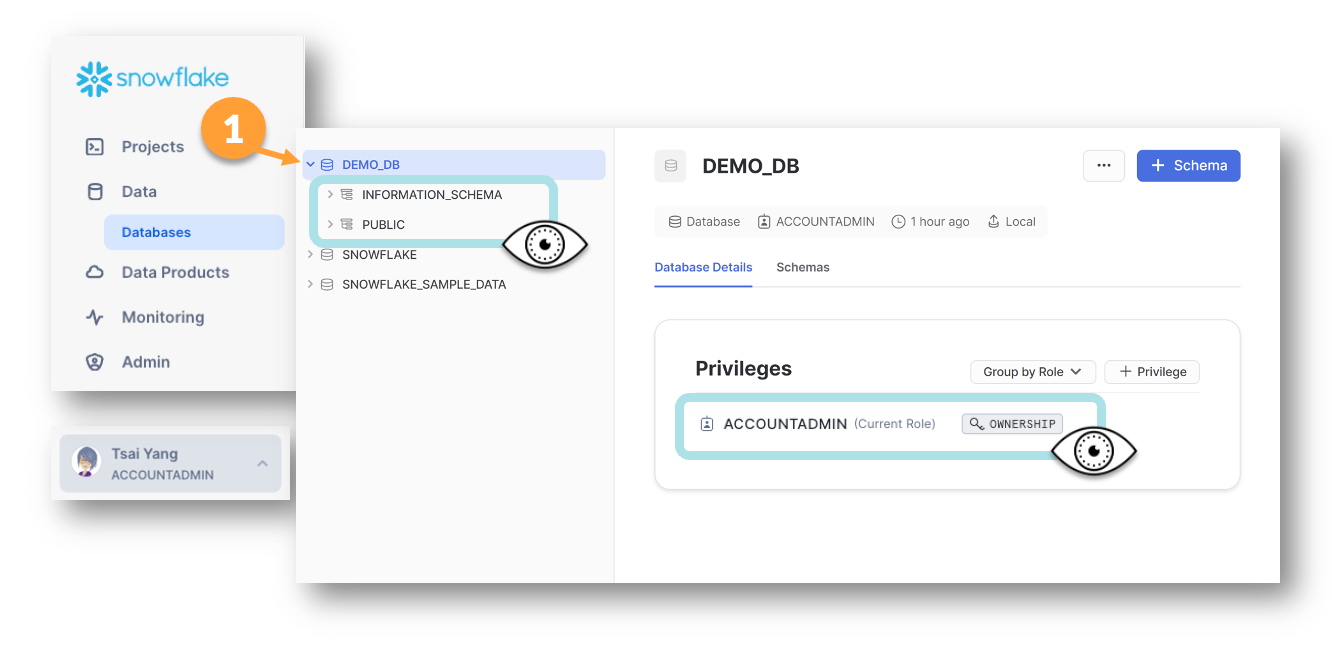 snowflake
Projects
Data
Databases
Data Products
Monitoring
Admin
Tsai Yang
ACCOUNTADMIN
1
DEMO_DB
INFORMATION_SCHEMA
PUBLIC
SNOWFLAKE
SNOWFLAKE_SAMPLE_DATA
DEMO_DB
... + Schema
Database ACCOUNTADMIN 1 hour ago Local
Database Details Schemas
Privileges Group by Role + Privilege
ACCOUNTADMIN (Current Role) OWNERSHIP